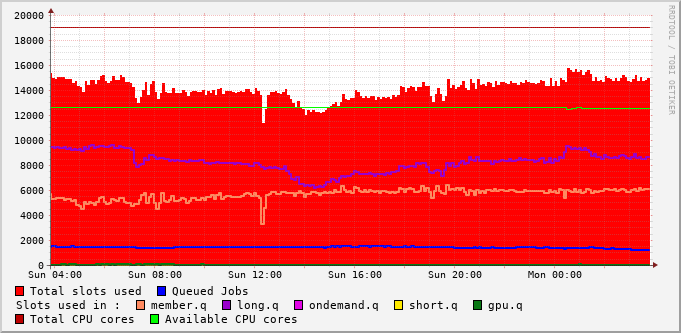 20000
18000
16000
14000
12000
10000
8000
6000
4000
2000
0
Sun 04:00 Sun 08:00 Sun 12:00 Sun 16:00 Sun 20:00 Mon 00:00
Total slots used Queued Jobs
Slots used in : member.q long.q ondemand.q short.q gpu.q
Total CPU cores Available CPU cores
RRDTOOL / TOBI OETIKER